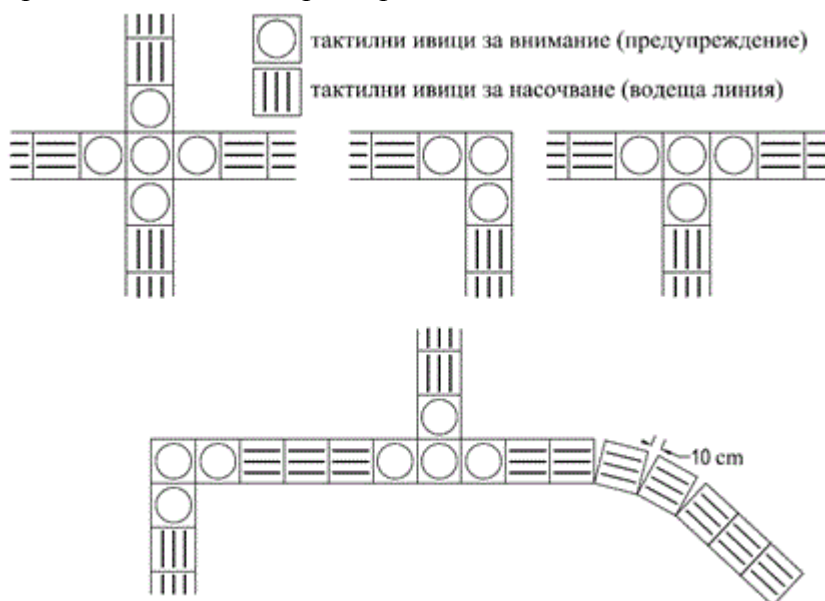 тактилни ивици за внимание (предупреждение)
тактилни ивици за насочване (водеща линия)
10 cm